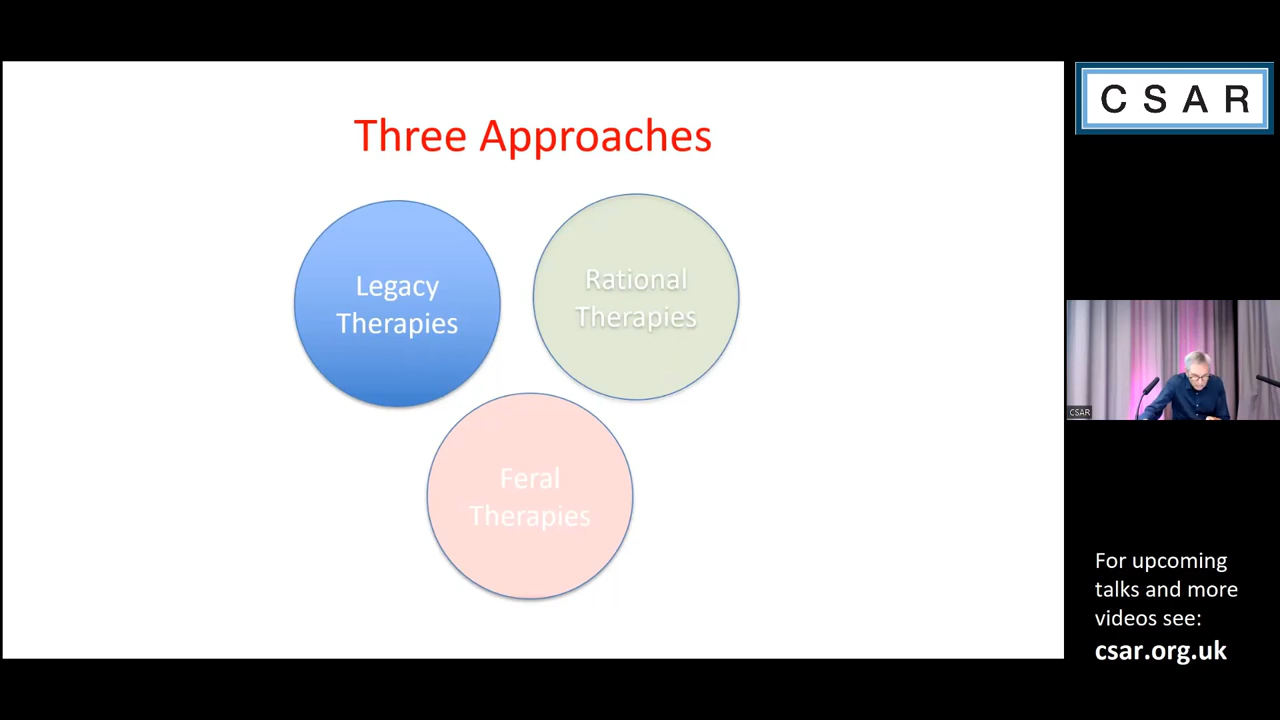 Three Approaches
Legacy
Therapies
Rational
Therapies
Feral
Therapies
CSAR
CSAR
For upcoming
talks and more
videos see:
csar.org.uk